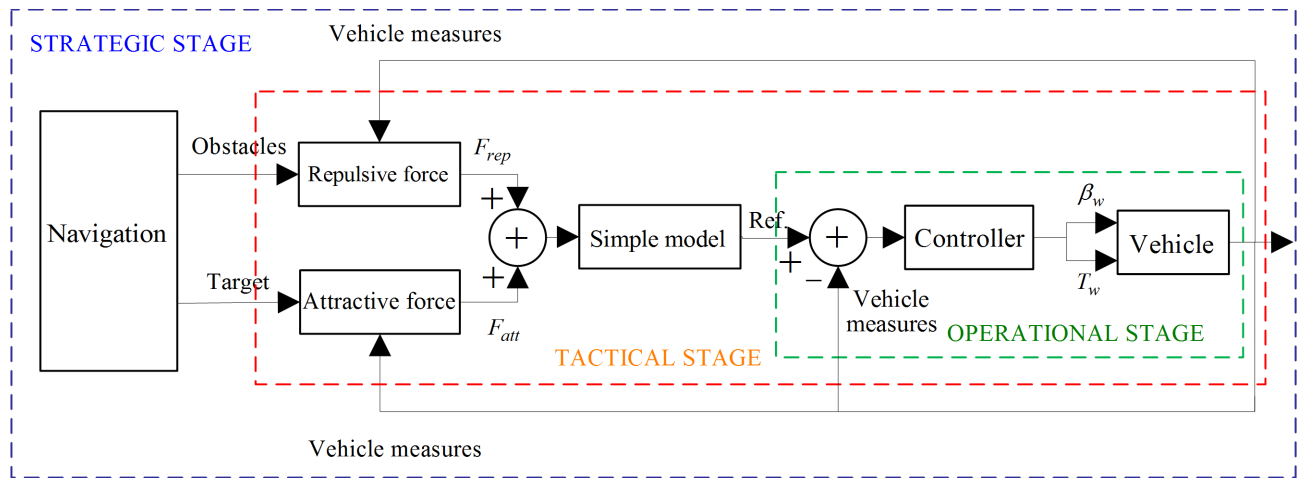 Vehicle measures
STRATEGIC STAGE
Obstacles
F_rep
Repulsive force
+
β_w
Navigation
+
Simple model
Ref.
+
Controller
Vehicle
Target
+
+
−
T_w
Attractive force
F_att
Vehicle
measures
OPERATIONAL STAGE
TACTICAL STAGE
Vehicle measures